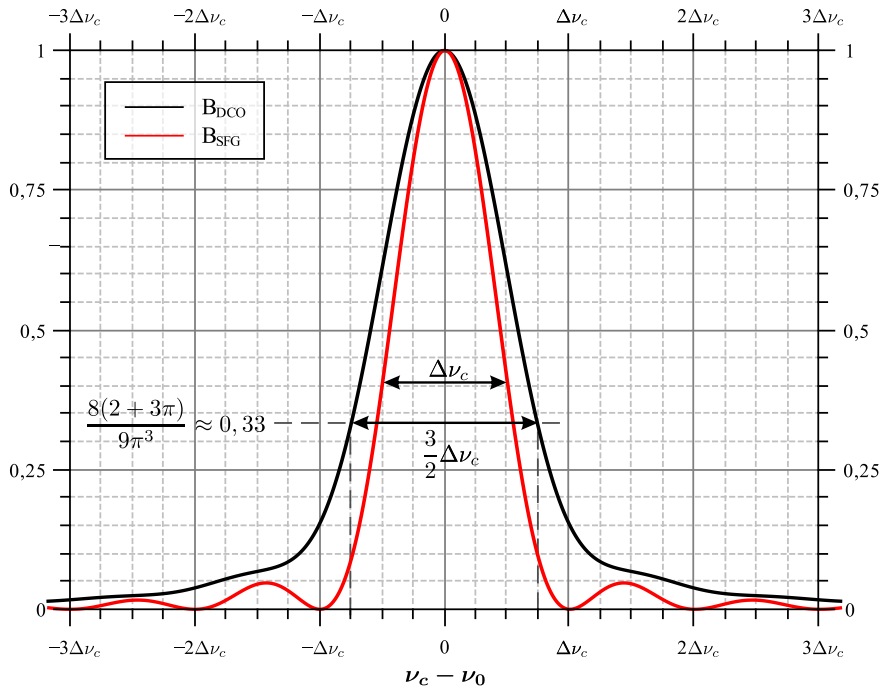 −3Δν_c −2Δν_c −Δν_c 0 Δν_c 2Δν_c 3Δν_c
1 1
B_DCO
B_SFG
0,75 0,75
0,5 0,5
Δν_c
8(2 + 3π)/9π³ ≈ 0, 33
3/2 Δν_c
0,25 0,25
0 0
−3Δν_c −2Δν_c −Δν_c 0 Δν_c 2Δν_c 3Δν_c
ν_c − ν_0